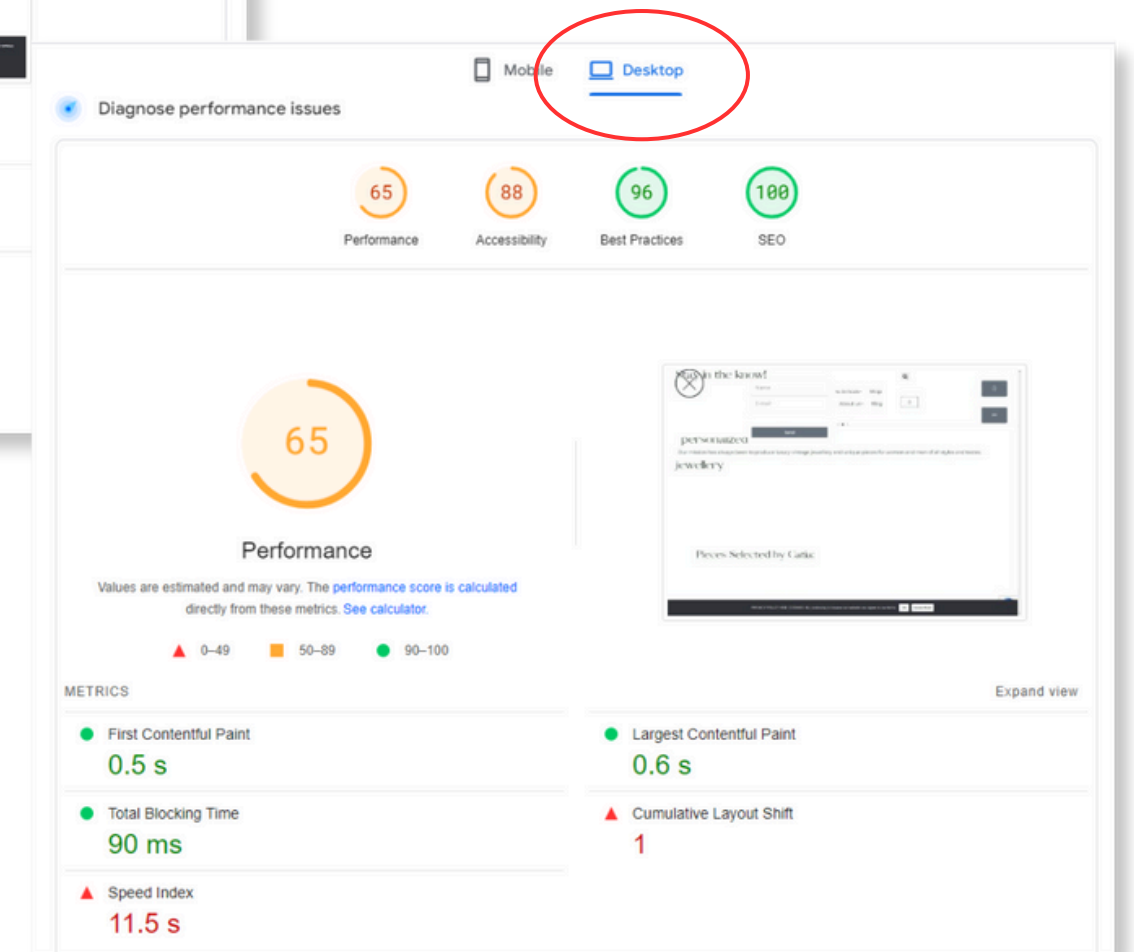 Mobile Desktop
Diagnose performance issues
65 88 96 100
Performance Accessibility Best Practices SEO
65
Performance
Values are estimated and may vary. The performance score is calculated
directly from these metrics. See calculator.
0–49 50–89 90–100
Stay in the know!
personalized
jewellery
Pieces Selected by
METRICS Expand view
First Contentful Paint
0.5 s
Largest Contentful Paint
0.6 s
Total Blocking Time
90 ms
Cumulative Layout Shift
1
Speed Index
11.5 s